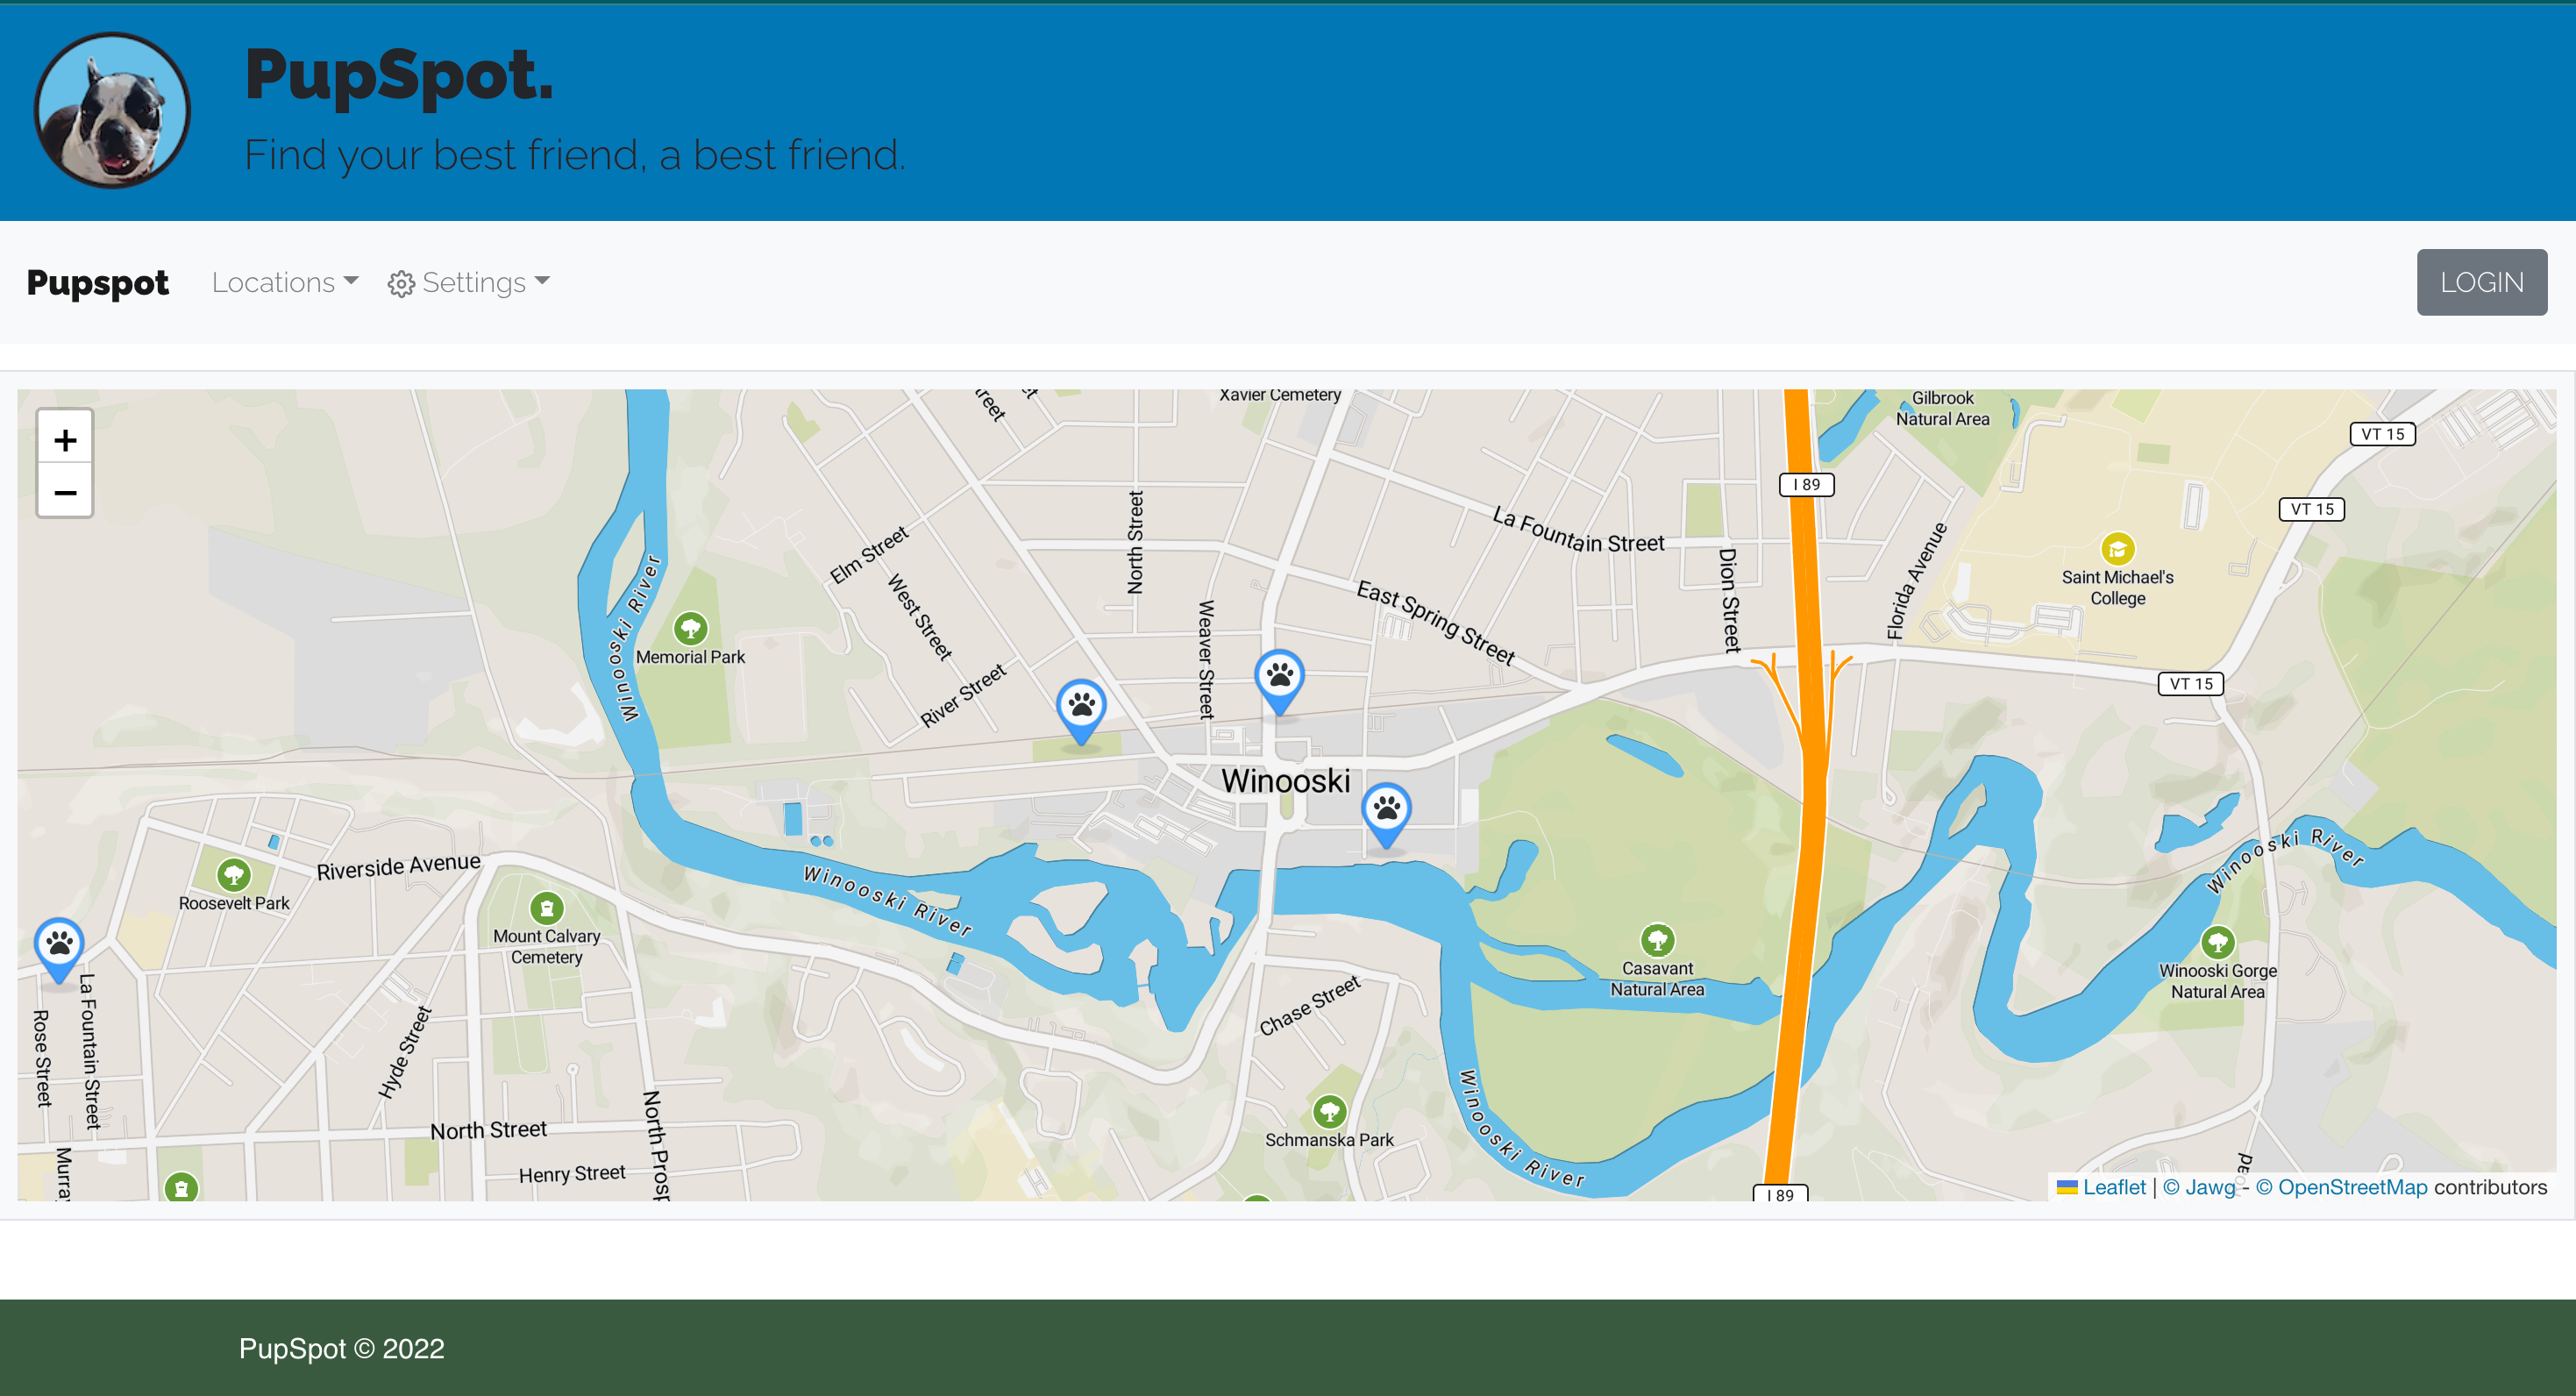 PupSpot.
Find your best friend, a best friend.
Pupspot
Locations
Settings
LOGIN
+
−
Xavier Cemetery
Gilbrook
Natural Area
VT 15
I 89
VT 15
North Street
La Fountain Street
Elm Street
West Street
Dion Street
Florida Avenue
Saint Michael's
College
East Spring Street
Winooski River
Memorial Park
Weaver Street
River Street
VT 15
Winooski
Riverside Avenue
Roosevelt Park
Winooski River
Winooski River
Mount Calvary
Cemetery
Casavant
Natural Area
Winooski Gorge
Natural Area
La Fountain Street
Rose Street
Hyde Street
Chase Street
North Street
Henry Street
Schmanska Park
Winooski River
I 89
Leaflet | © Jawg - © OpenStreetMap contributors
PupSpot © 2022